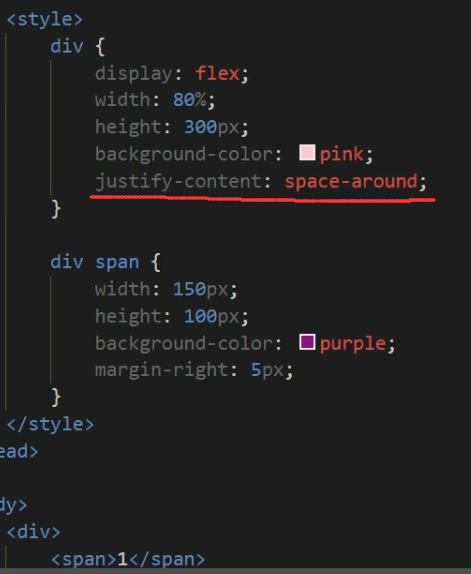 <style>
div {
display: flex;
width: 80%;
height: 300px;
background-color: pink;
justify-content: space-around;
}
div span {
width: 150px;
height: 100px;
background-color: purple;
margin-right: 5px;
}
</style>
ead>
dy>
<div>
<span>1</span>